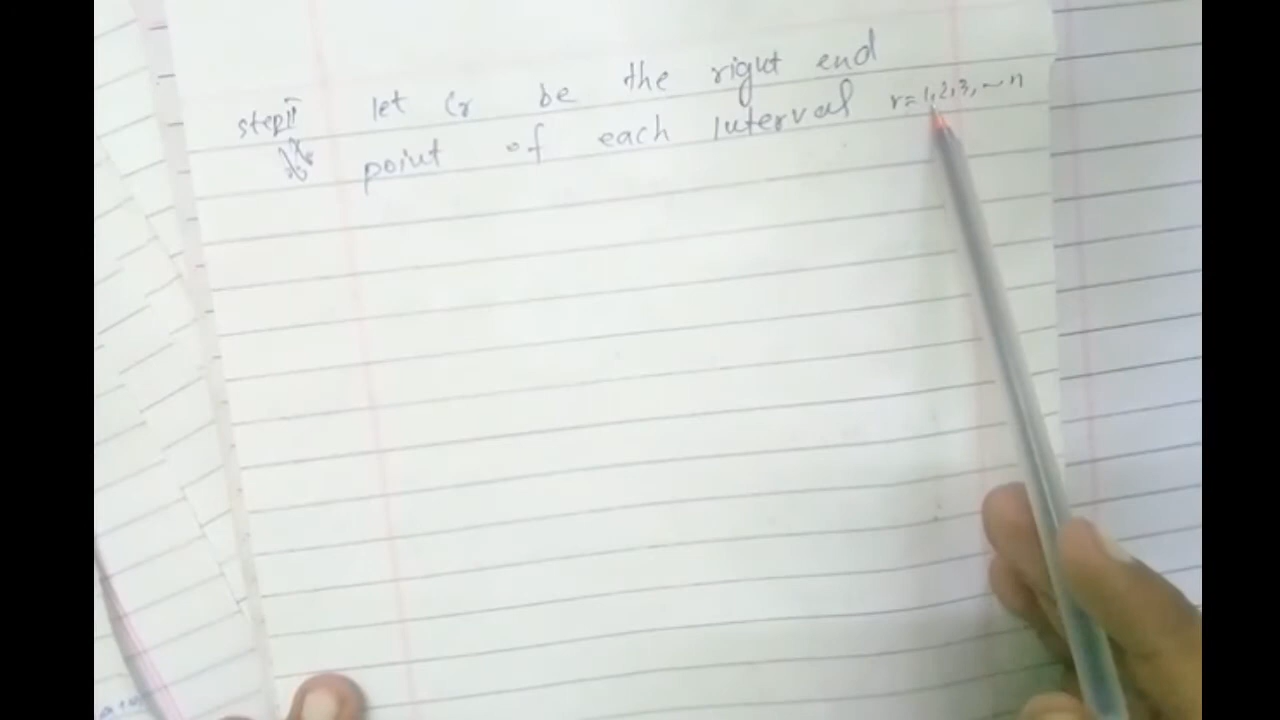 step II let Cr be the right end
point of each interval r=1,2,3,--n